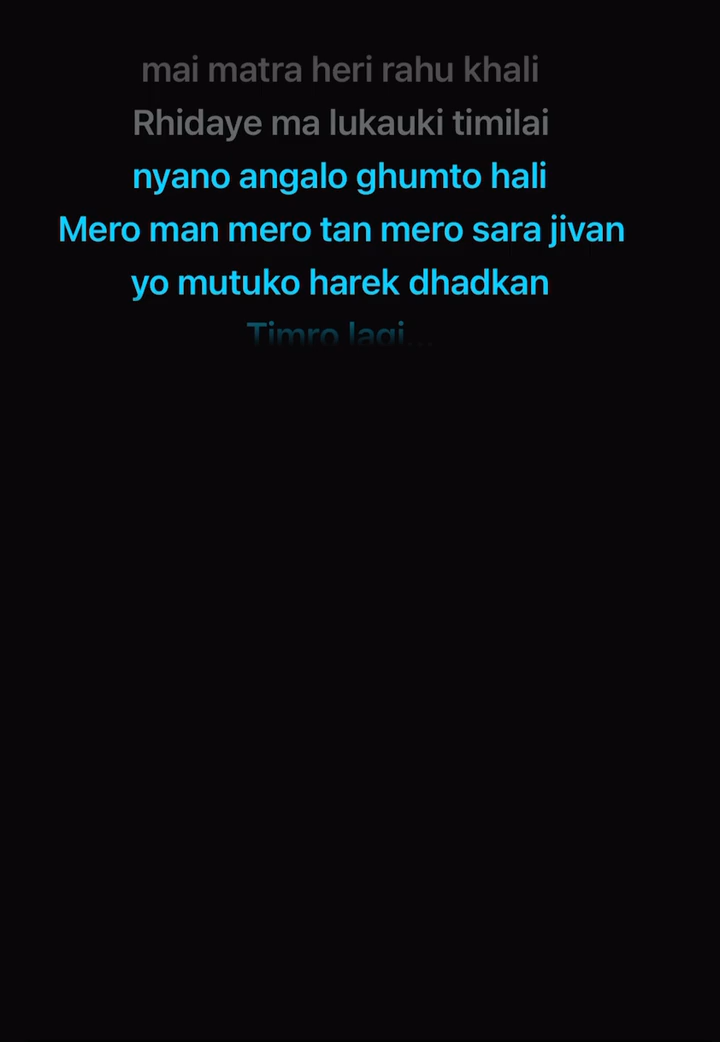 mai matra heri rahu khali
Rhidaye ma lukauki timilai
nyano angalo ghumto hali
Mero man mero tan mero sara jivan
yo mutuko harek dhadkan
Timro lagi...